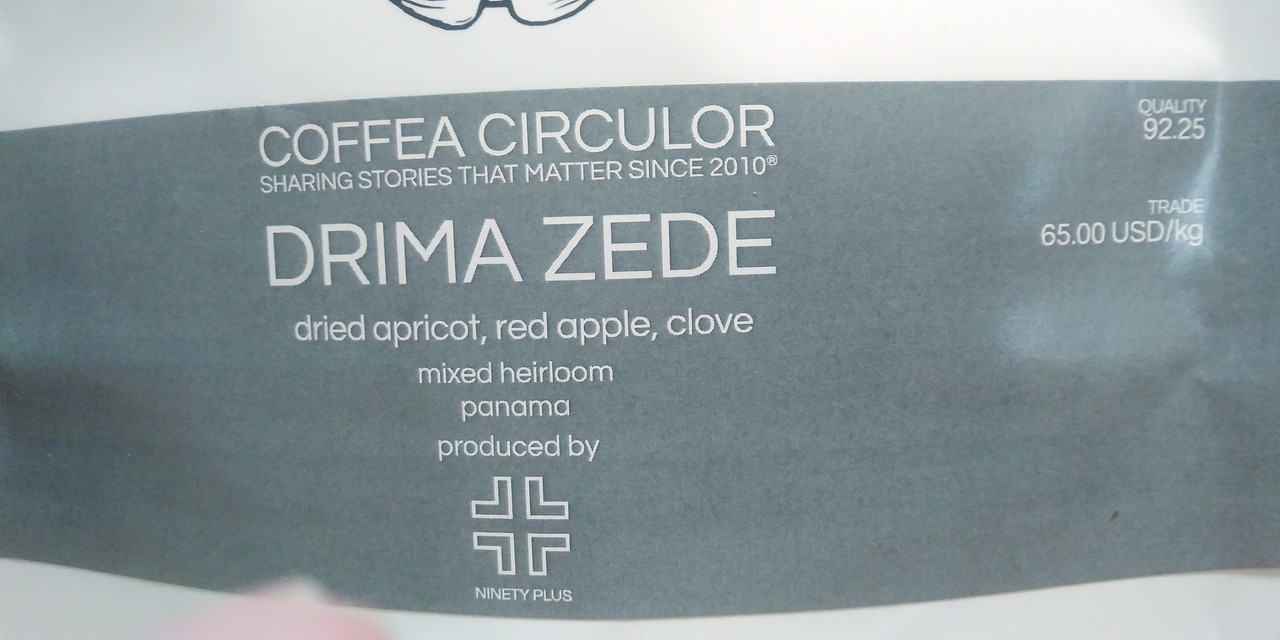 COFFEA CIRCULOR
SHARING STORIES THAT MATTER SINCE 2010®
DRIMA ZEDE
dried apricot, red apple, clove
mixed heirloom
panama
produced by
NINETY PLUS
QUALITY
92.25
TRADE
65.00 USD/kg